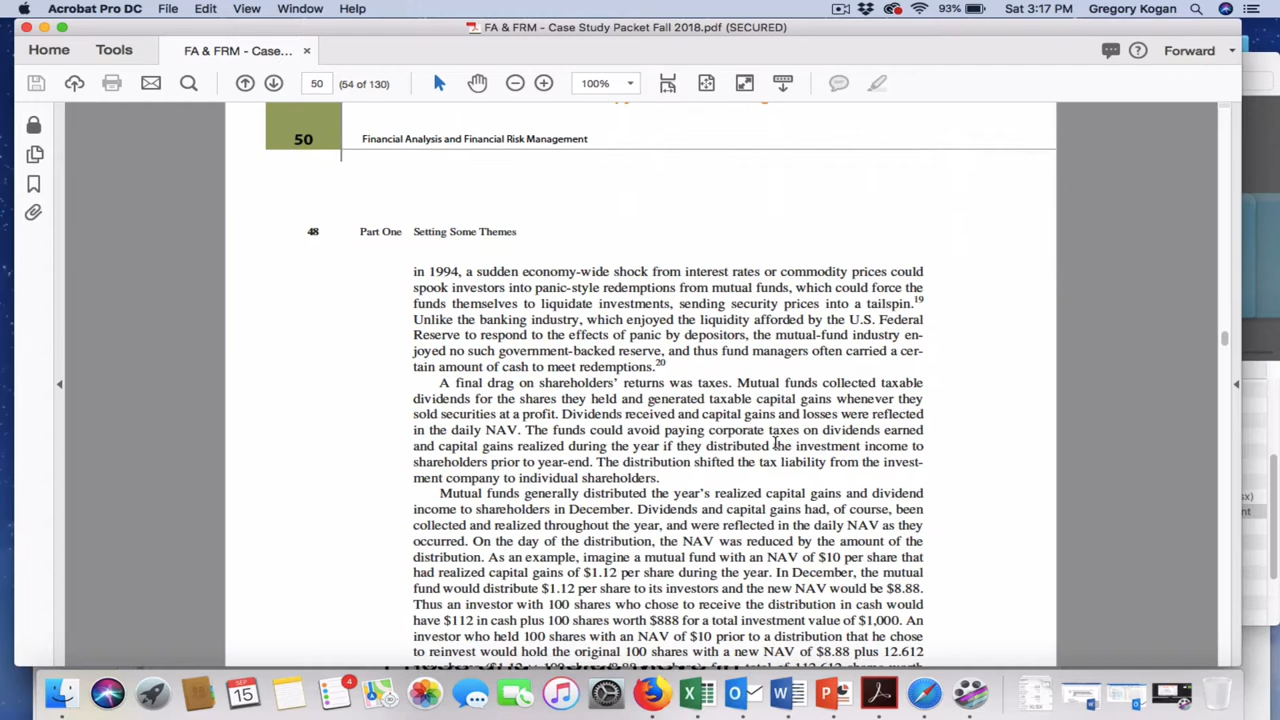 Acrobat Pro DC File Edit View Window Help 93% Sat 3:17 PM Gregory Kogan
FA & FRM - Case Study Packet Fall 2018.pdf (SECURED)
Home Tools FA & FRM - Case... × Forward
50 (54 of 130) 100%
50 Financial Analysis and Financial Risk Management
48 Part One Setting Some Themes
in 1994, a sudden economy-wide shock from interest rates or commodity prices could
spook investors into panic-style redemptions from mutual funds, which could force the
funds themselves to liquidate investments, sending security prices into a tailspin.19
Unlike the banking industry, which enjoyed the liquidity afforded by the U.S. Federal
Reserve to respond to the effects of panic by depositors, the mutual-fund industry en-
joyed no such government-backed reserve, and thus fund managers often carried a cer-
tain amount of cash to meet redemptions.20
A final drag on shareholders' returns was taxes. Mutual funds collected taxable
dividends for the shares they held and generated taxable capital gains whenever they
sold securities at a profit. Dividends received and capital gains and losses were reflected
in the daily NAV. The funds could avoid paying corporate taxes on dividends earned
and capital gains realized during the year if they distributed the investment income to
shareholders prior to year-end. The distribution shifted the tax liability from the invest-
ment company to individual shareholders.
Mutual funds generally distributed the year's realized capital gains and dividend
income to shareholders in December. Dividends and capital gains had, of course, been
collected and realized throughout the year, and were reflected in the daily NAV as they
occurred. On the day of the distribution, the NAV was reduced by the amount of the
distribution. As an example, imagine a mutual fund with an NAV of $10 per share that
had realized capital gains of $1.12 per share during the year. In December, the mutual
fund would distribute $1.12 per share to its investors and the new NAV would be $8.88.
Thus an investor with 100 shares who chose to receive the distribution in cash would
have $112 in cash plus 100 shares worth $888 for a total investment value of $1,000. An
investor who held 100 shares with an NAV of $10 prior to a distribution that he chose
to reinvest would hold the original 100 shares with a new NAV of $8.88 plus 12.612
sx)
nt
SEP
15
4